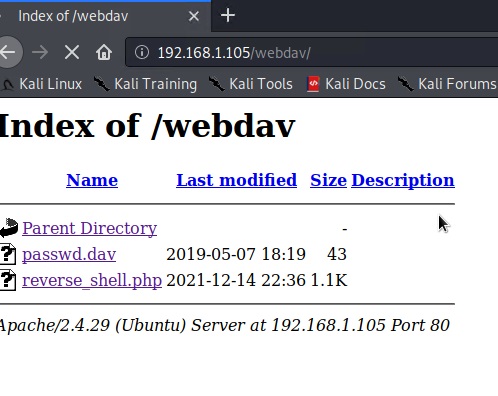 Index of /webdav
192.168.1.105/webdav/
Kali Linux Kali Training Kali Tools Kali Docs Kali Forums
Index of /webdav
Name Last modified Size Description
Parent Directory -
passwd.dav 2019-05-07 18:19 43
reverse_shell.php 2021-12-14 22:36 1.1K
Apache/2.4.29 (Ubuntu) Server at 192.168.1.105 Port 80